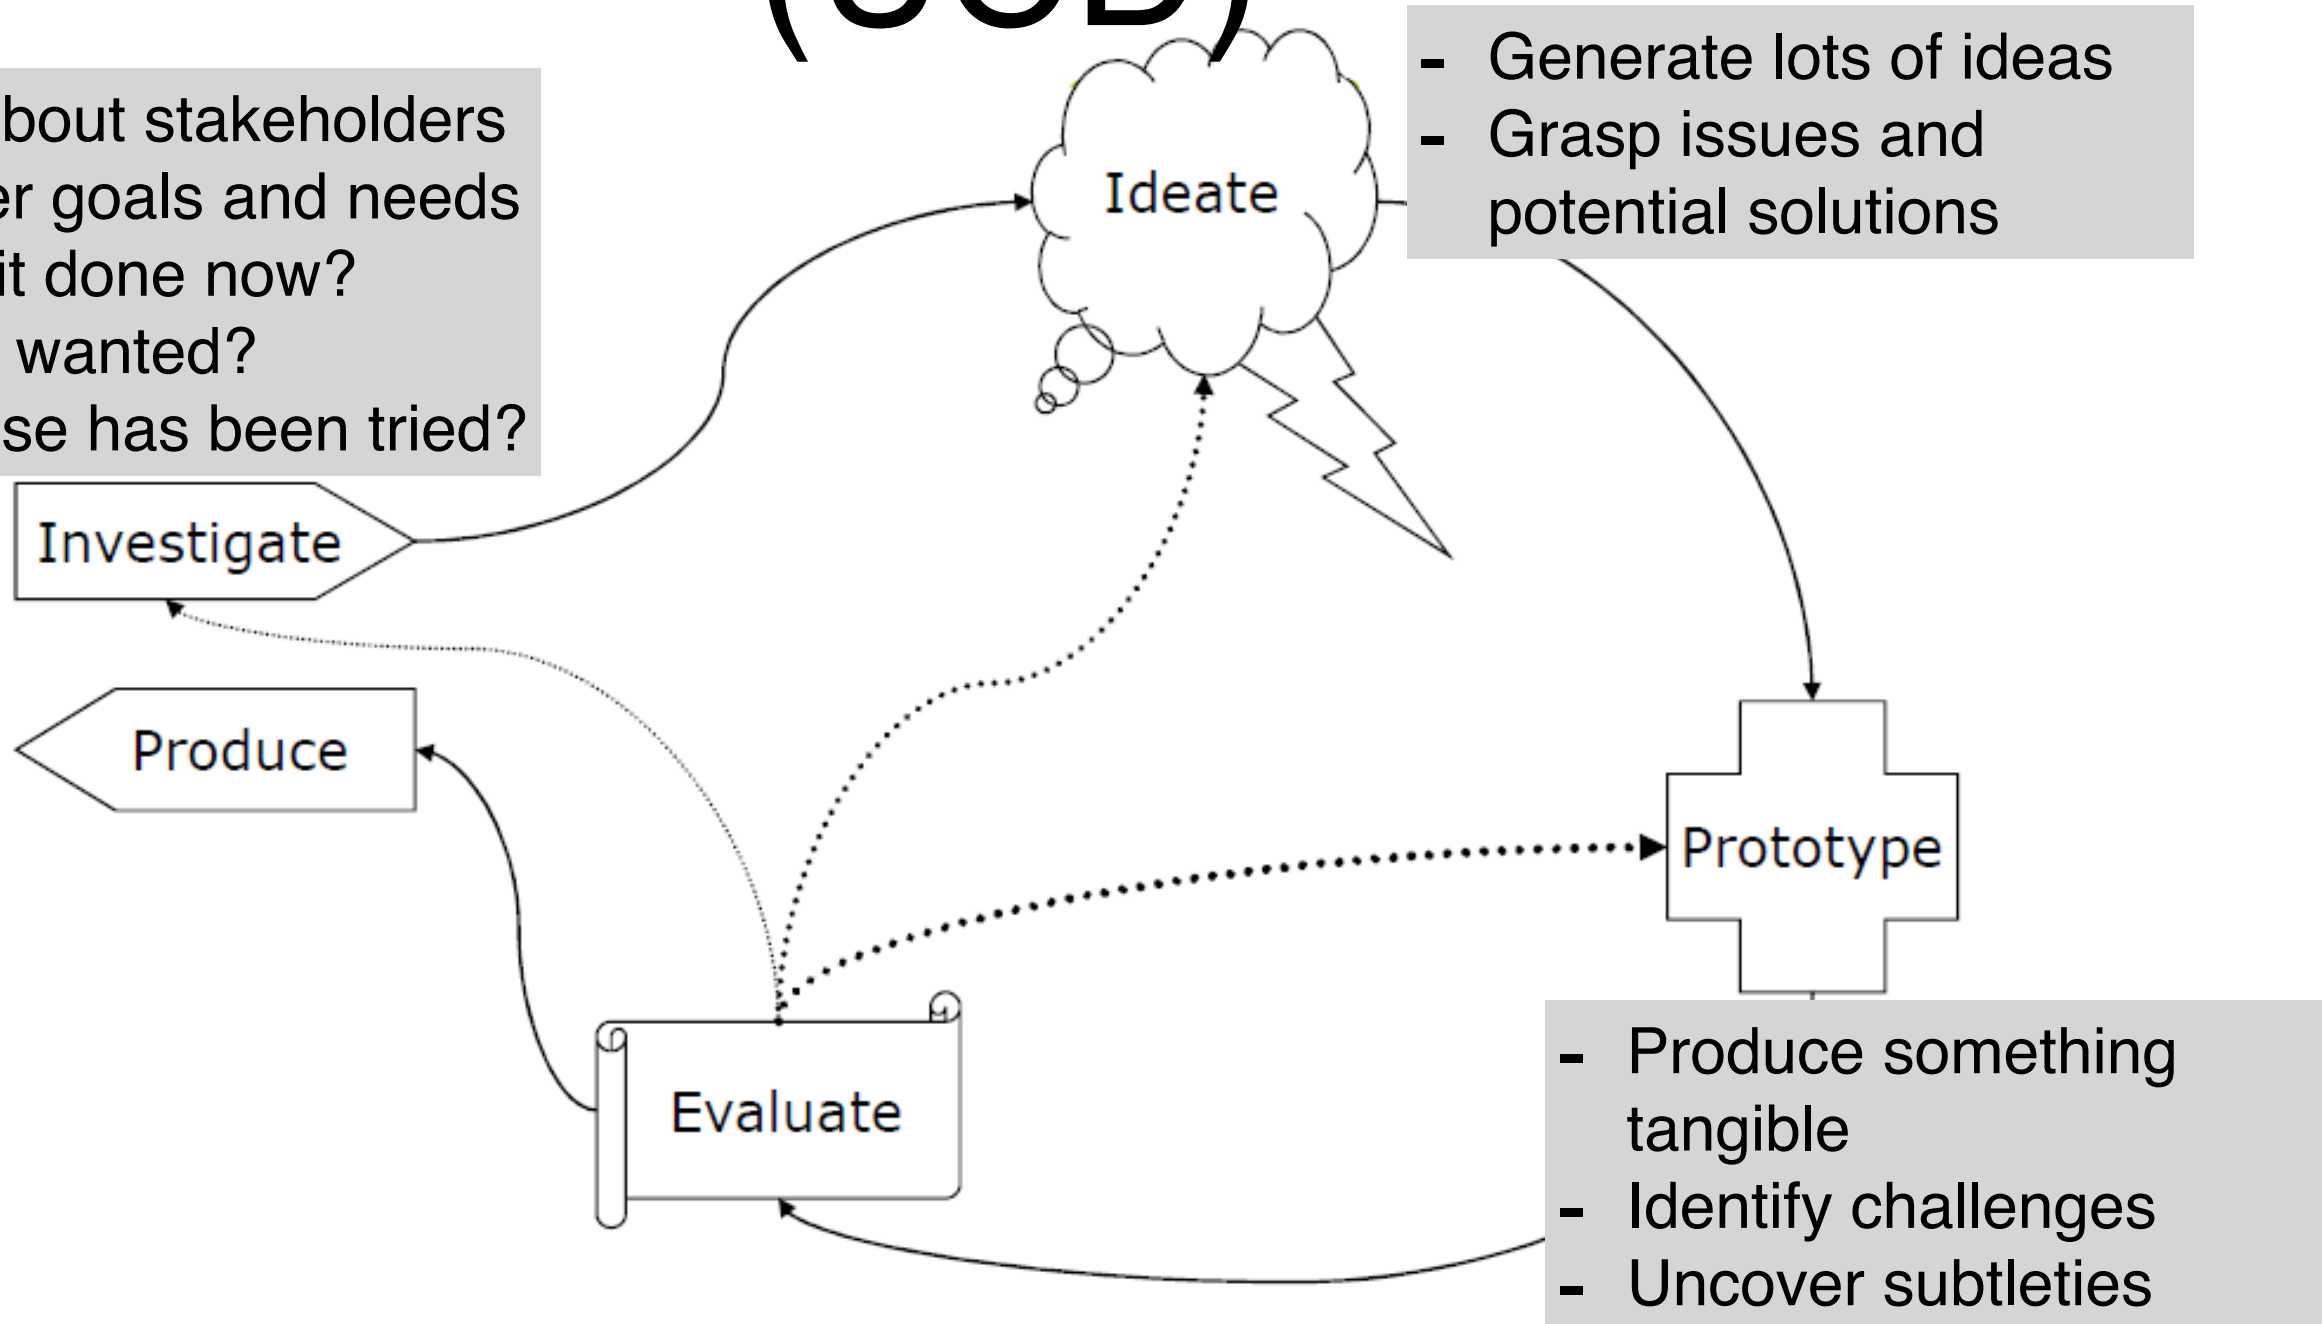 bout stakeholders
er goals and needs
it done now?
wanted?
se has been tried?
- Generate lots of ideas
- Grasp issues and
potential solutions
Ideate
Investigate
Produce
Prototype
Evaluate
- Produce something
tangible
- Identify challenges
- Uncover subtleties